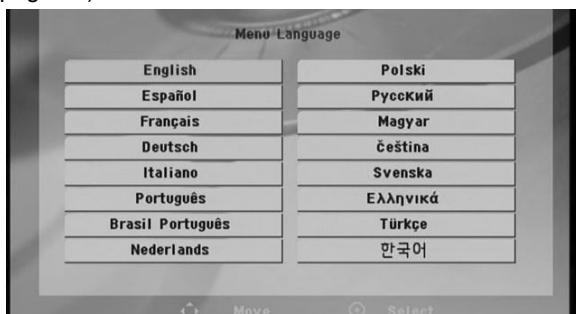 Menu Language
English
Español
Français
Deutsch
Italiano
Português
Brasil Português
Nederlands
Polski
Русский
Magyar
čeština
Svenska
Ελληνικά
Türkçe
한국어
Move Select